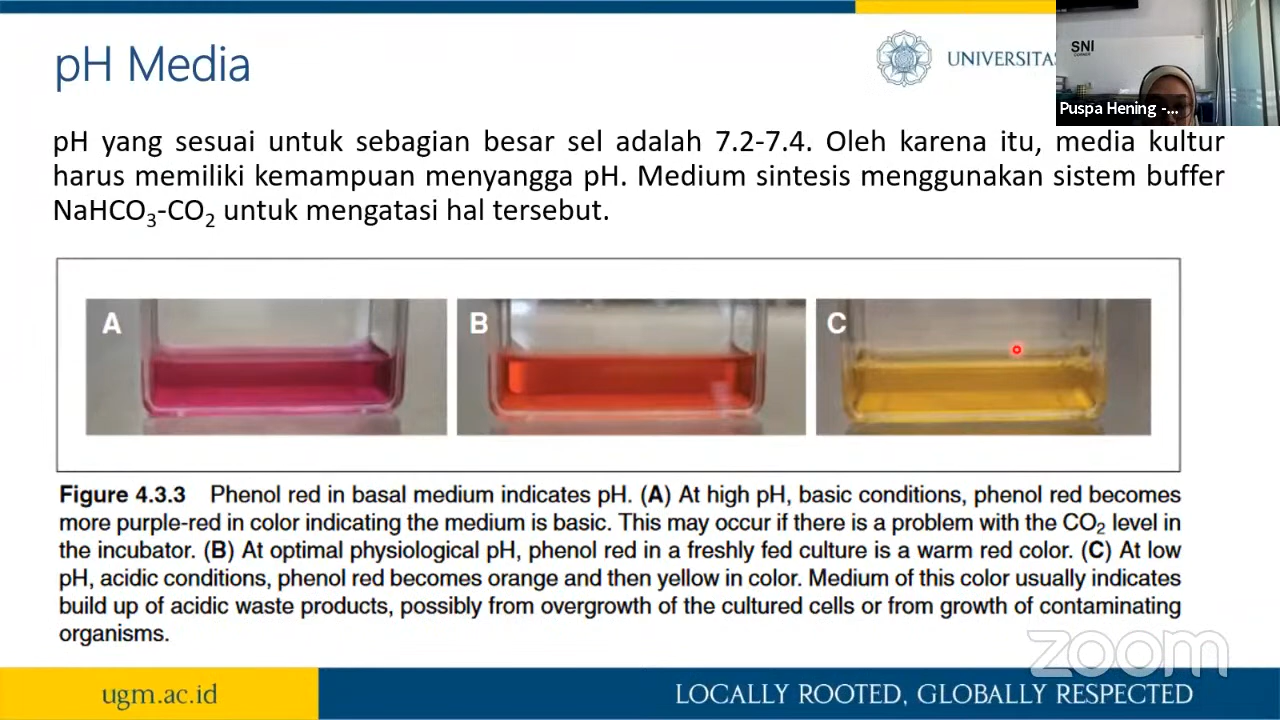 pH Media
UNIVERSITAS
SNI
Puspa Hening -...
pH yang sesuai untuk sebagian besar sel adalah 7.2-7.4. Oleh karena itu, media kultur
harus memiliki kemampuan menyangga pH. Medium sintesis menggunakan sistem buffer
NaHCO₃-CO₂ untuk mengatasi hal tersebut.
A
B
C
Figure 4.3.3 Phenol red in basal medium indicates pH. (A) At high pH, basic conditions, phenol red becomes
more purple-red in color indicating the medium is basic. This may occur if there is a problem with the CO₂ level in
the incubator. (B) At optimal physiological pH, phenol red in a freshly fed culture is a warm red color. (C) At low
pH, acidic conditions, phenol red becomes orange and then yellow in color. Medium of this color usually indicates
build up of acidic waste products, possibly from overgrowth of the cultured cells or from growth of contaminating
organisms.
zoom
ugm.ac.id
LOCALLY ROOTED, GLOBALLY RESPECTED